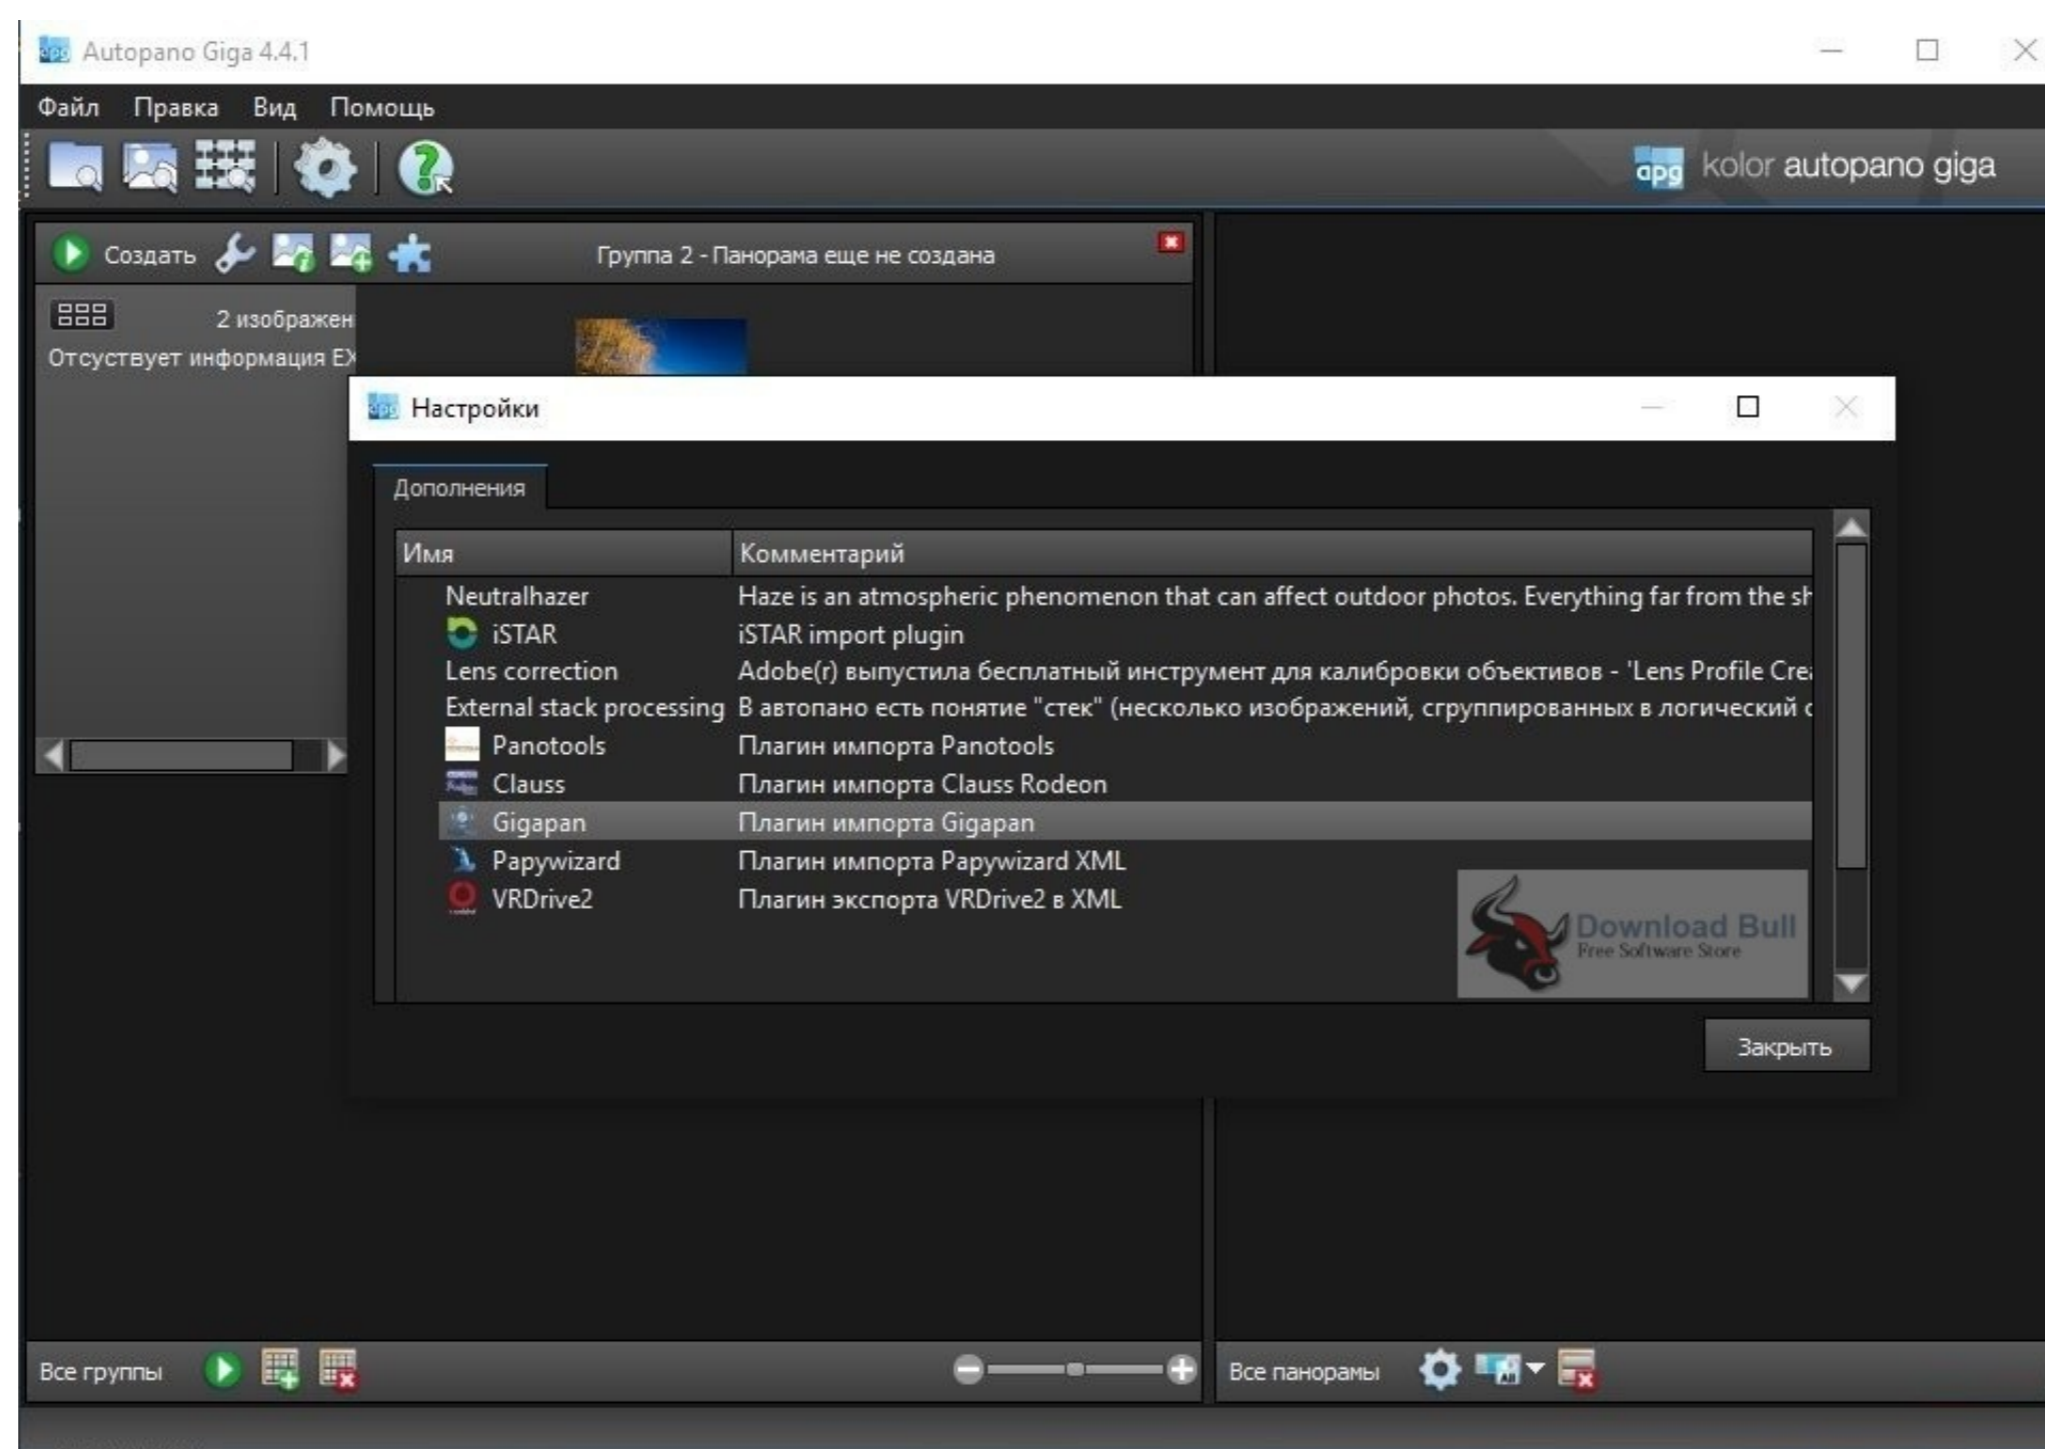 Autopano Giga 4.4.1
Файл Правка Вид Помощь
apg kolor autopano giga
Создать Группа 2 - Панорама еще не создана
2 изображен
Отсуствует информация EX
Настройки
Дополнения
Имя Комментарий
Neutralhazer Haze is an atmospheric phenomenon that can affect outdoor photos. Everything far from the sh
iSTAR iSTAR import plugin
Lens correction Adobe(r) выпустила бесплатный инструмент для калибровки объективов - 'Lens Profile Crea
External stack processing В автопано есть понятие "стек" (несколько изображений, сгруппированных в логический с
Panotools Плагин импорта Panotools
Clauss Плагин импорта Clauss Rodeon
Gigapan Плагин импорта Gigapan
Papywizard Плагин импорта Papywizard XML
VRDrive2 Плагин экспорта VRDrive2 в XML
Download Bull
Free Software Store
Закрыть
Все группы Все панорамы